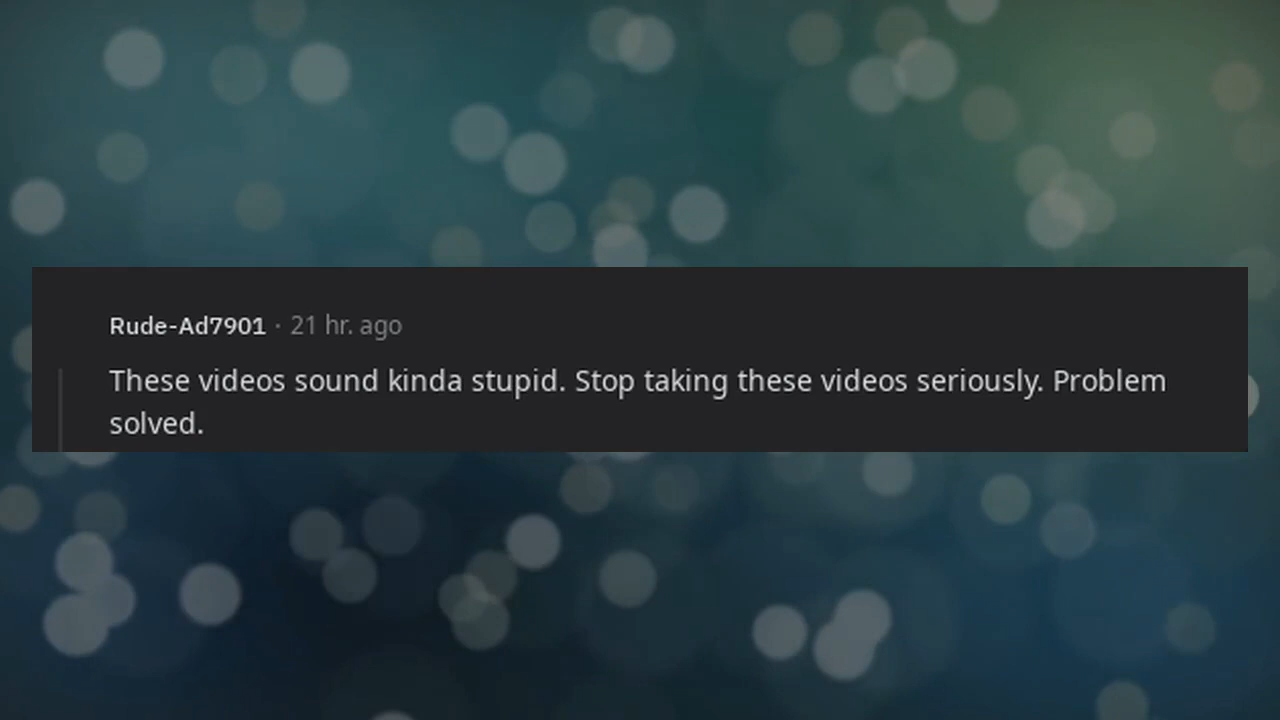 Rude-Ad7901 · 21 hr. ago
These videos sound kinda stupid. Stop taking these videos seriously. Problem
solved.